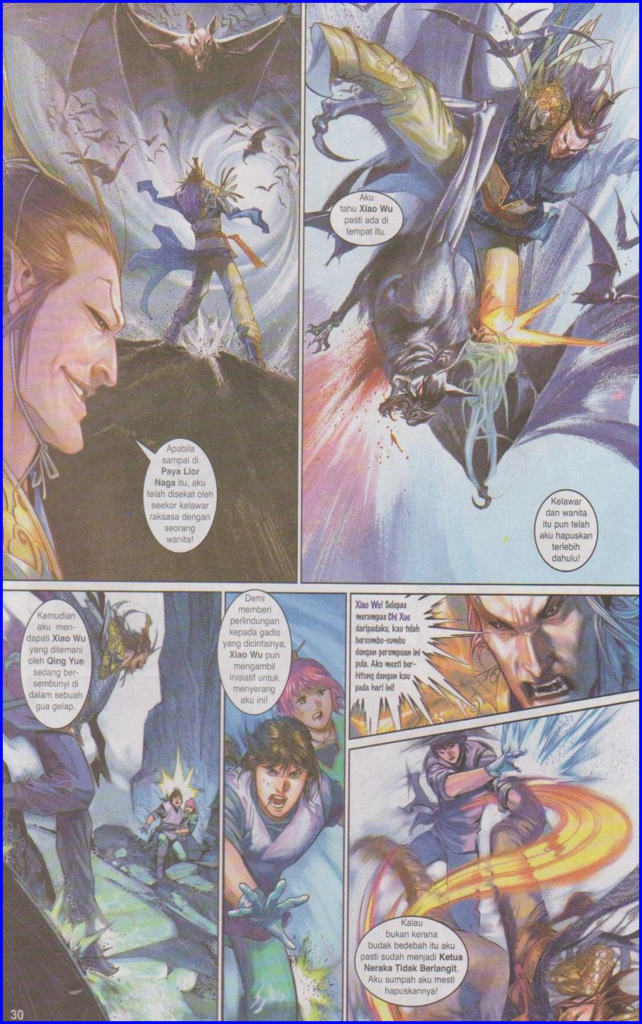 Apabila
sampai di
Paya Lior
Naga itu, aku
telah disekat oleh
seekor kelawar
raksasa dengan
seorang
wanita!
Aku
tahu Xiao Wu
pasti ada di
tempat itu.
Kelawar
dan wanita
itu pun telah
aku hapuskan
terlebih
dahulu!
Kemudian
aku men-
dapati Xiao Wu
yang ditemani
oleh Qing Yue
sedang ber-
sembunyi di
dalam sebuah
gua gelap.
Demi
memberi
perlindungan
kepada gadis
yang dicintainya,
Xiao Wu pun
mengambil
inisiatif untuk
menyerang
aku ini!
Xiao Wu! Selepas
merampas Chi Xue
daripadaku, kau telah
bercumbu-cumbu
dengan perempuan ini
pula. Aku mesti ber-
hitung dengan kau
pada hari ini!
Kalau
bukan kerana
budak bedebah itu aku
pasti sudah menjadi Ketua
Neraka Tidak Berlangit.
Aku sumpah aku mesti
hapuskannya!
30